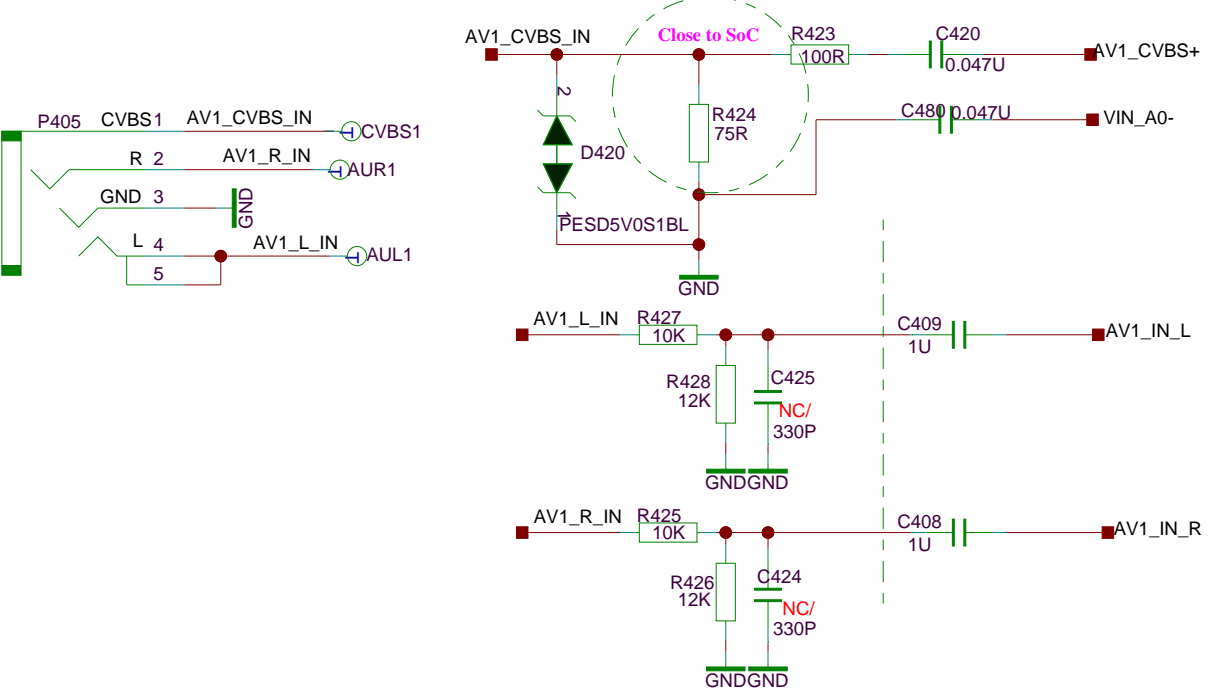 P405
CVBS1
AV1_CVBS_IN
CVBS1
R 2
AV1_R_IN
AUR1
GND 3
GND
L 4
AV1_L_IN
AUL1
5
AV1_CVBS_IN
Close to SoC
R423
100R
C420
0.047U
AV1_CVBS+
2
D420
1
PESD5V0S1BL
R424
75R
C480 0.047U
VIN_A0-
GND
AV1_L_IN
R427
10K
C409
1U
AV1_IN_L
R428
12K
C425
NC/
330P
GND GND
AV1_R_IN
R425
10K
C408
1U
AV1_IN_R
R426
12K
C424
NC/
330P
GND GND